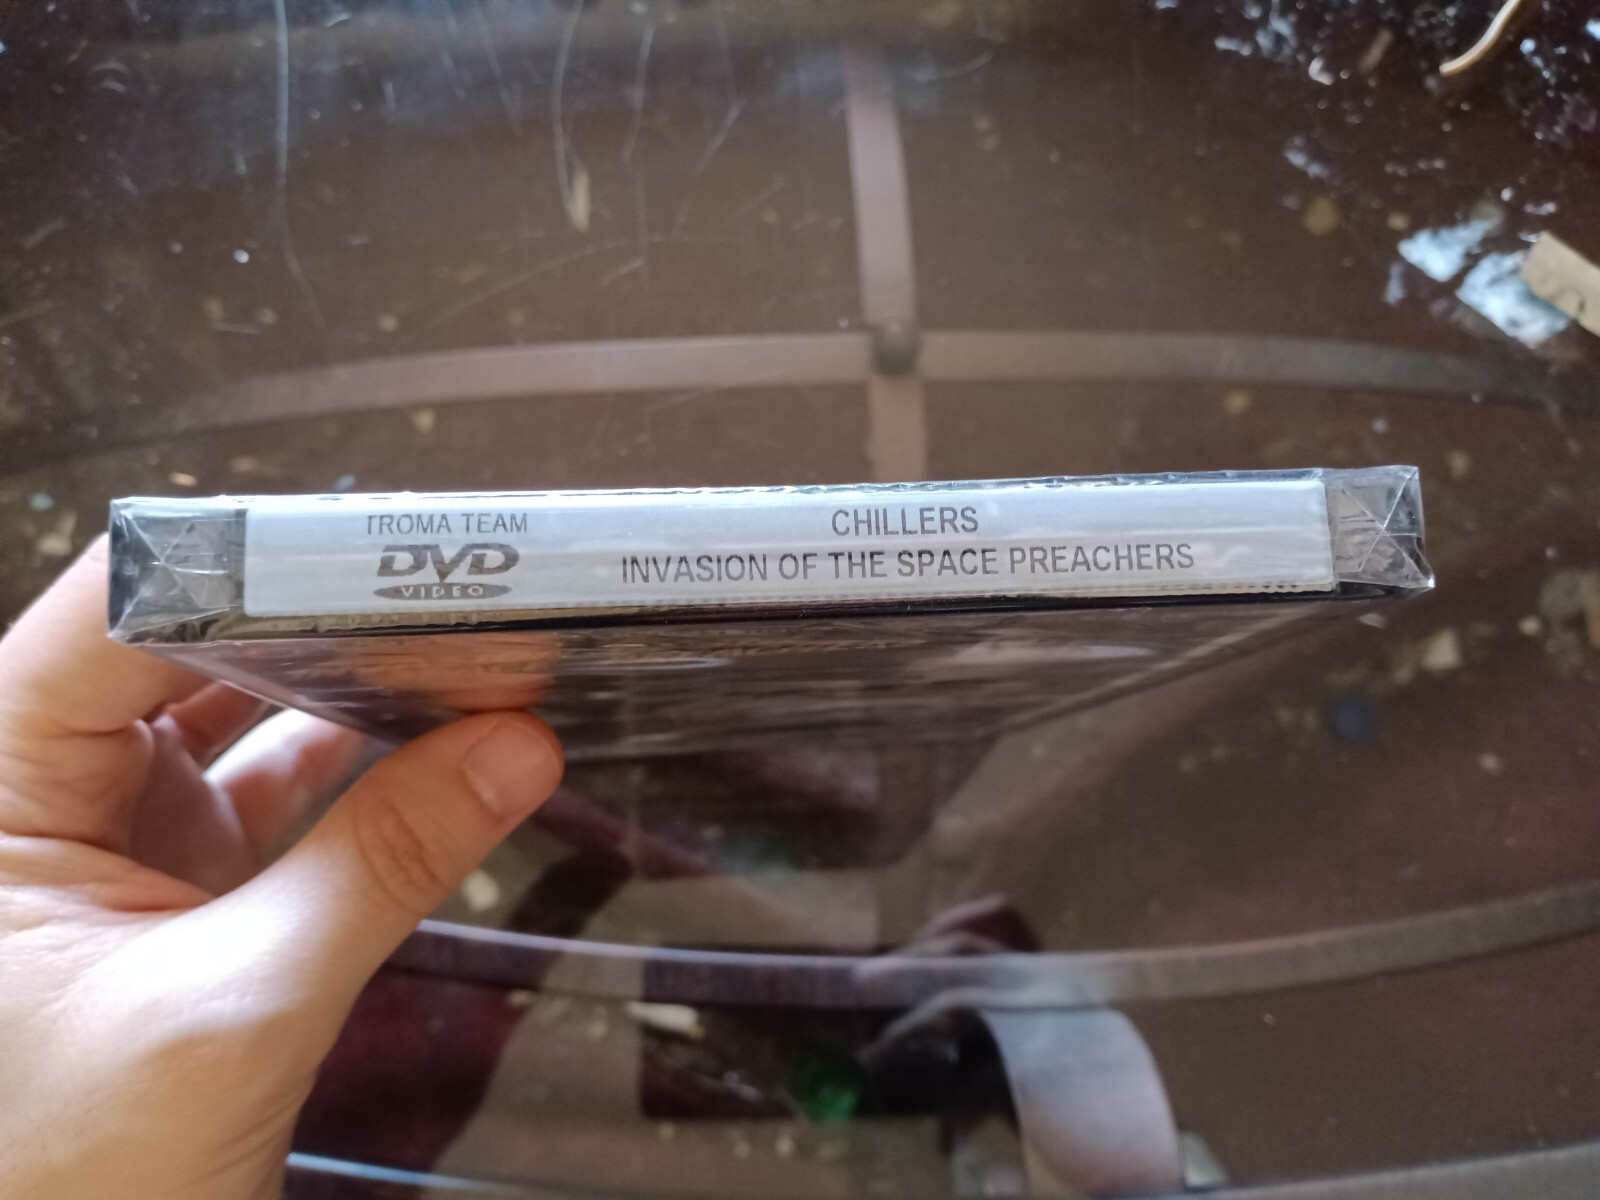 TROMA TEAM
DVD
VIDEO
CHILLERS
INVASION OF THE SPACE PREACHERS